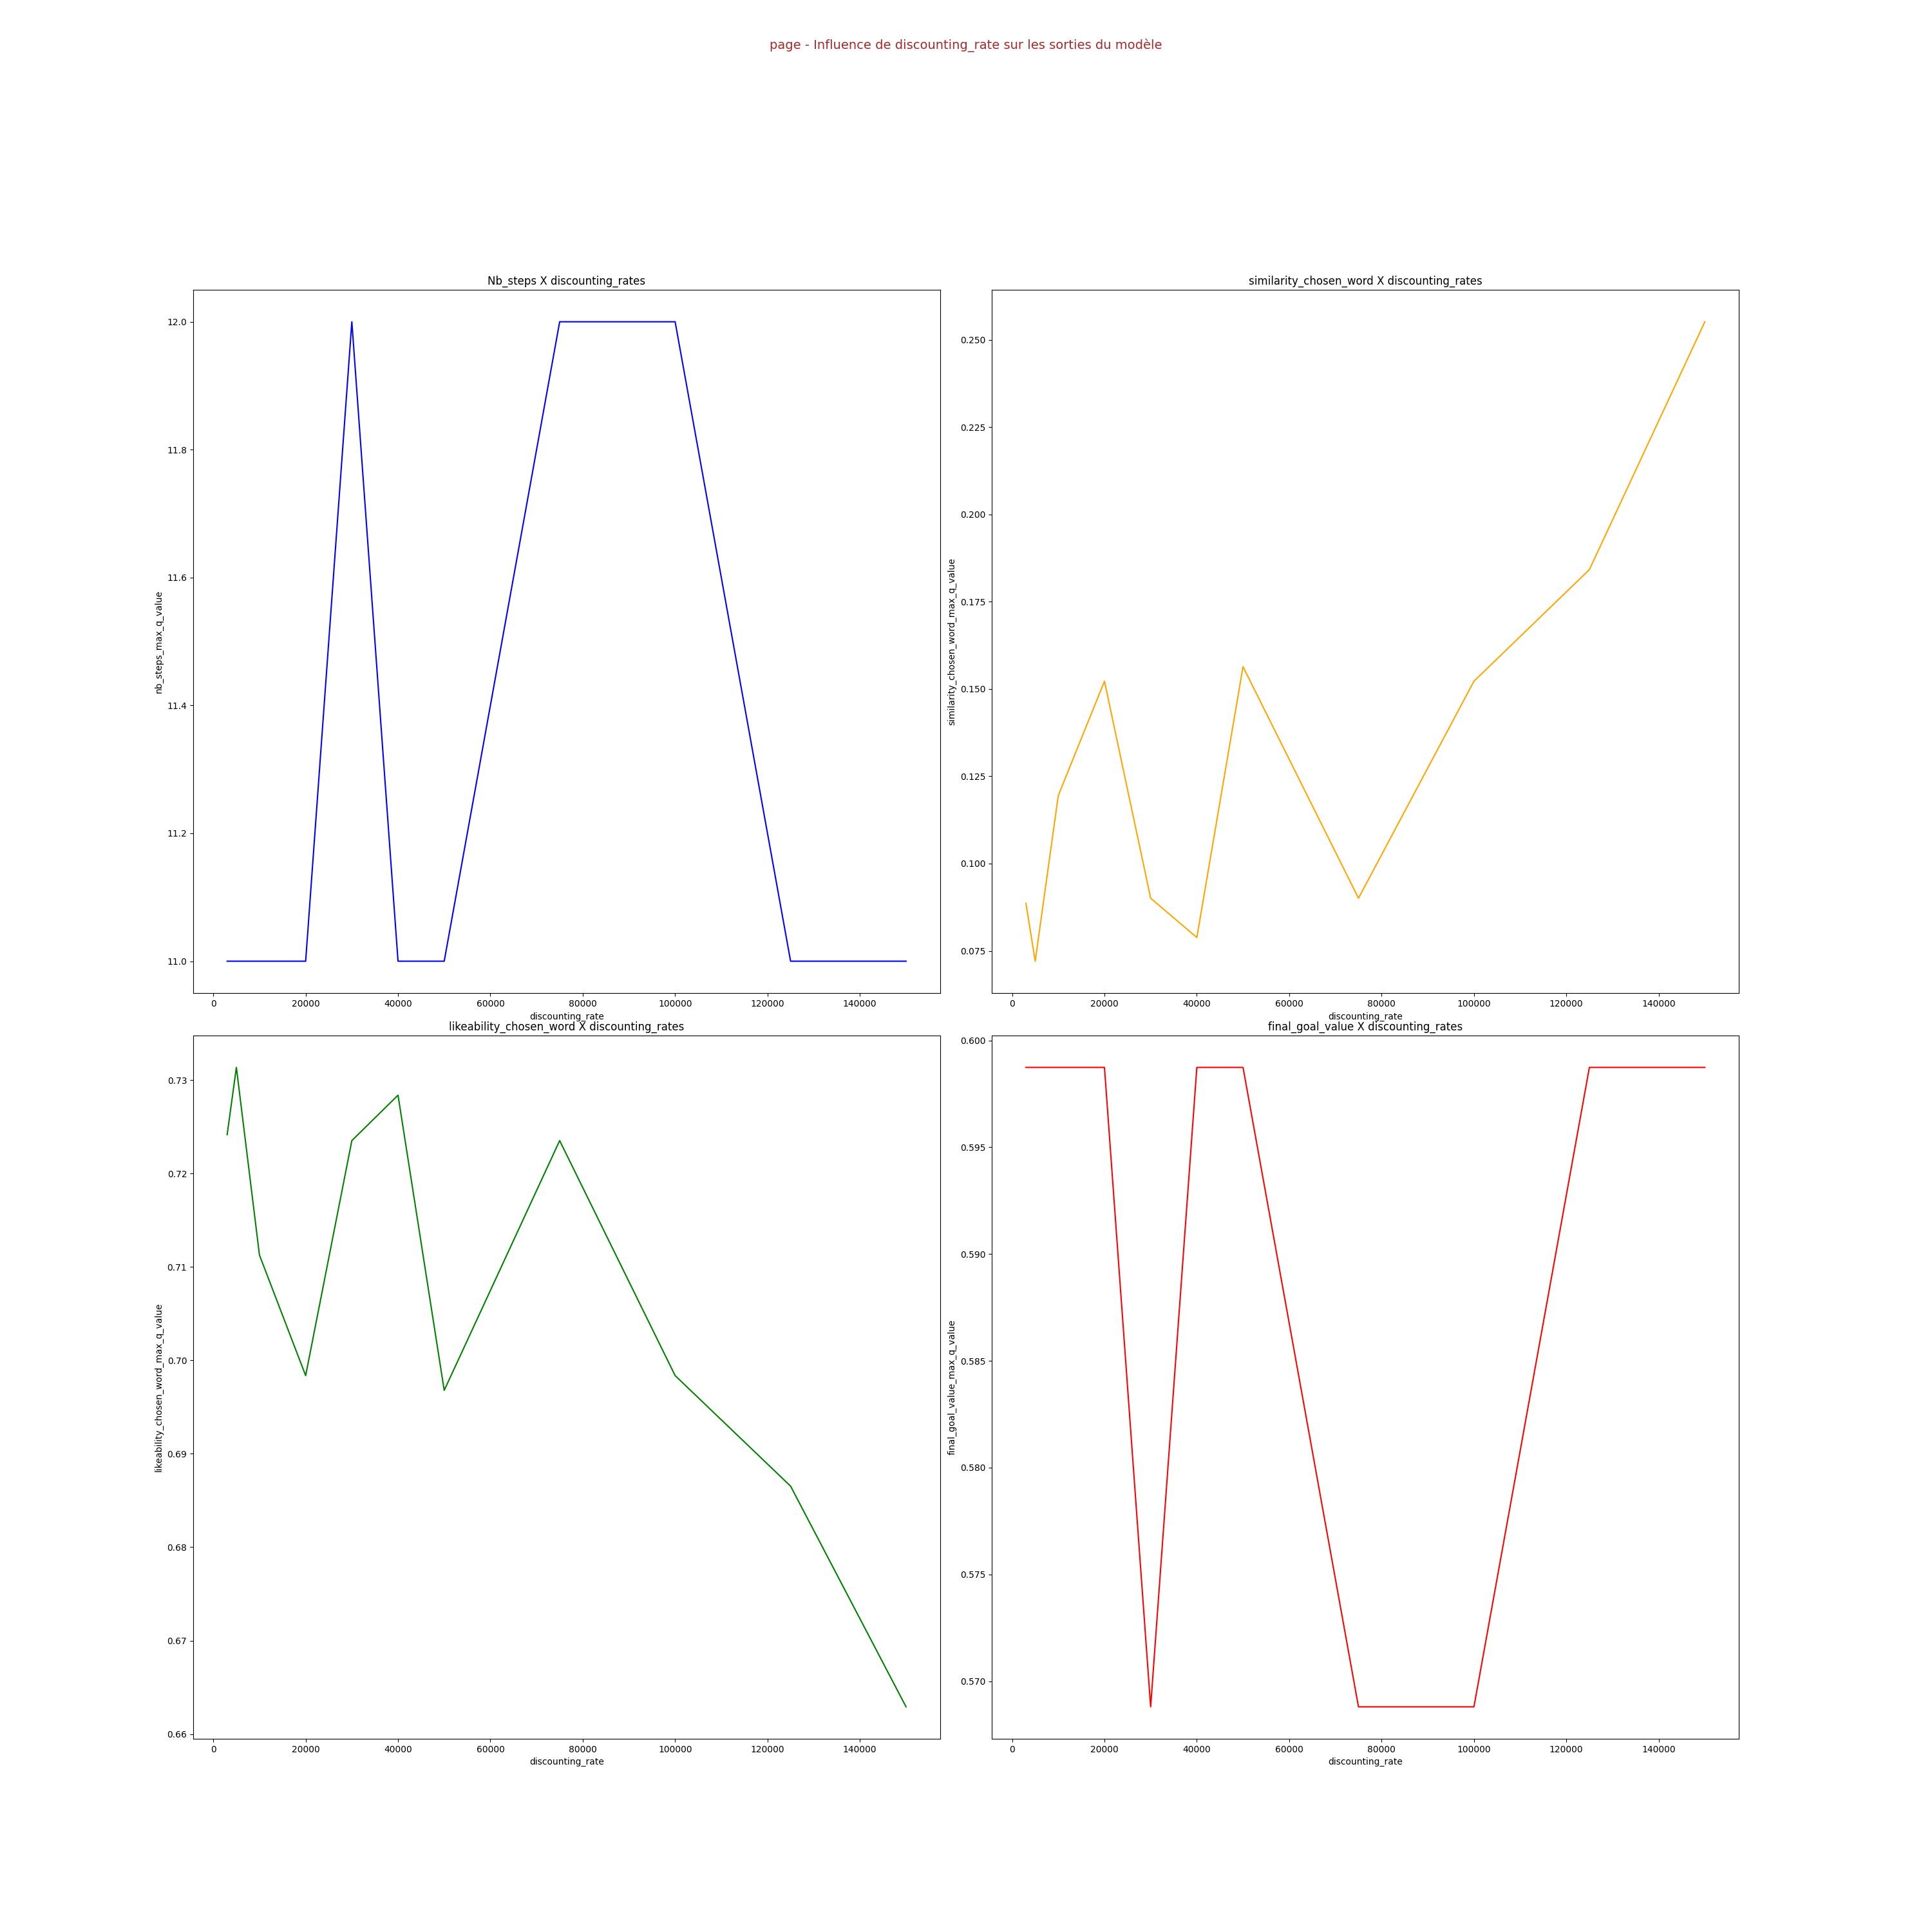 page - Influence de discounting_rate sur les sorties du modèle
Nb_steps X discounting_rates
nb_steps_max_q_value
12.0
11.8
11.6
11.4
11.2
11.0
0 20000 40000 60000 80000 100000 120000 140000
discounting_rate
similarity_chosen_word X discounting_rates
similarity_chosen_word_max_q_value
0.250
0.225
0.200
0.175
0.150
0.125
0.100
0.075
0 20000 40000 60000 80000 100000 120000 140000
discounting_rate
likeability_chosen_word X discounting_rates
likeability_chosen_word_max_q_value
0.73
0.72
0.71
0.70
0.69
0.68
0.67
0.66
0 20000 40000 60000 80000 100000 120000 140000
discounting_rate
final_goal_value X discounting_rates
final_goal_value_max_q_value
0.600
0.595
0.590
0.585
0.580
0.575
0.570
0 20000 40000 60000 80000 100000 120000 140000
discounting_rate